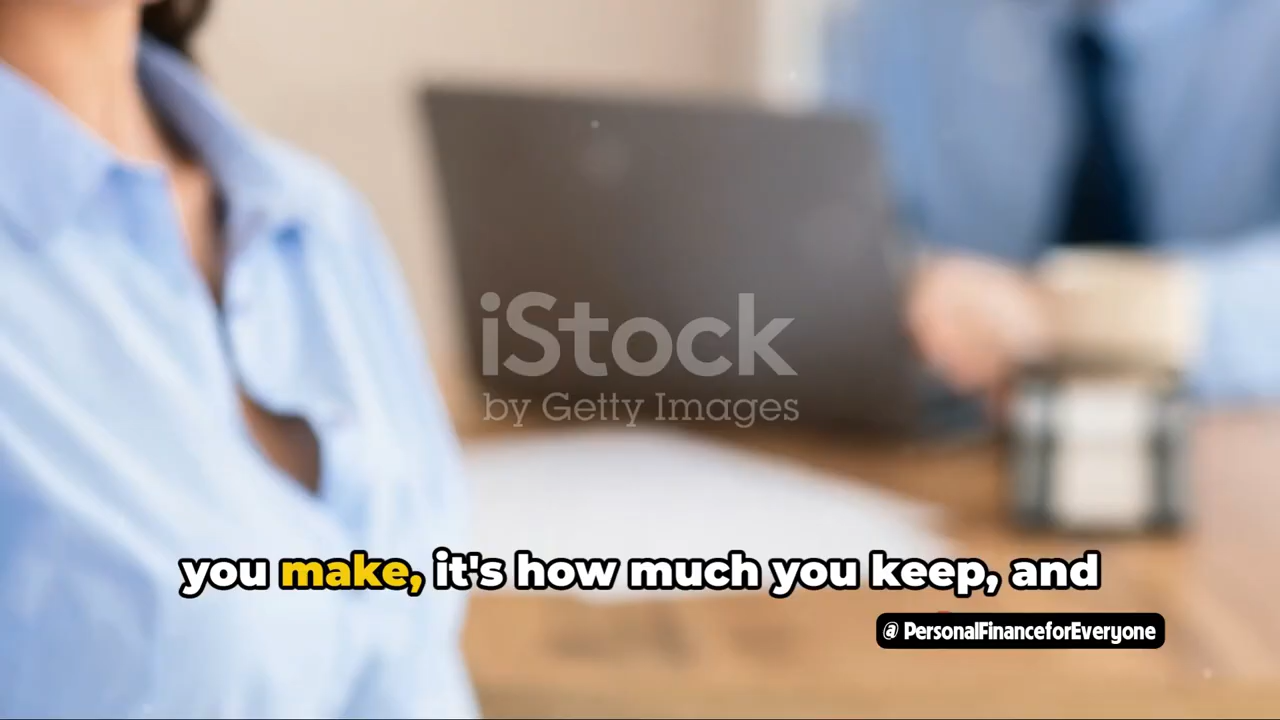 iStock
by Getty Images
you make, it's how much you keep, and
@ PersonalFinanceforEveryone